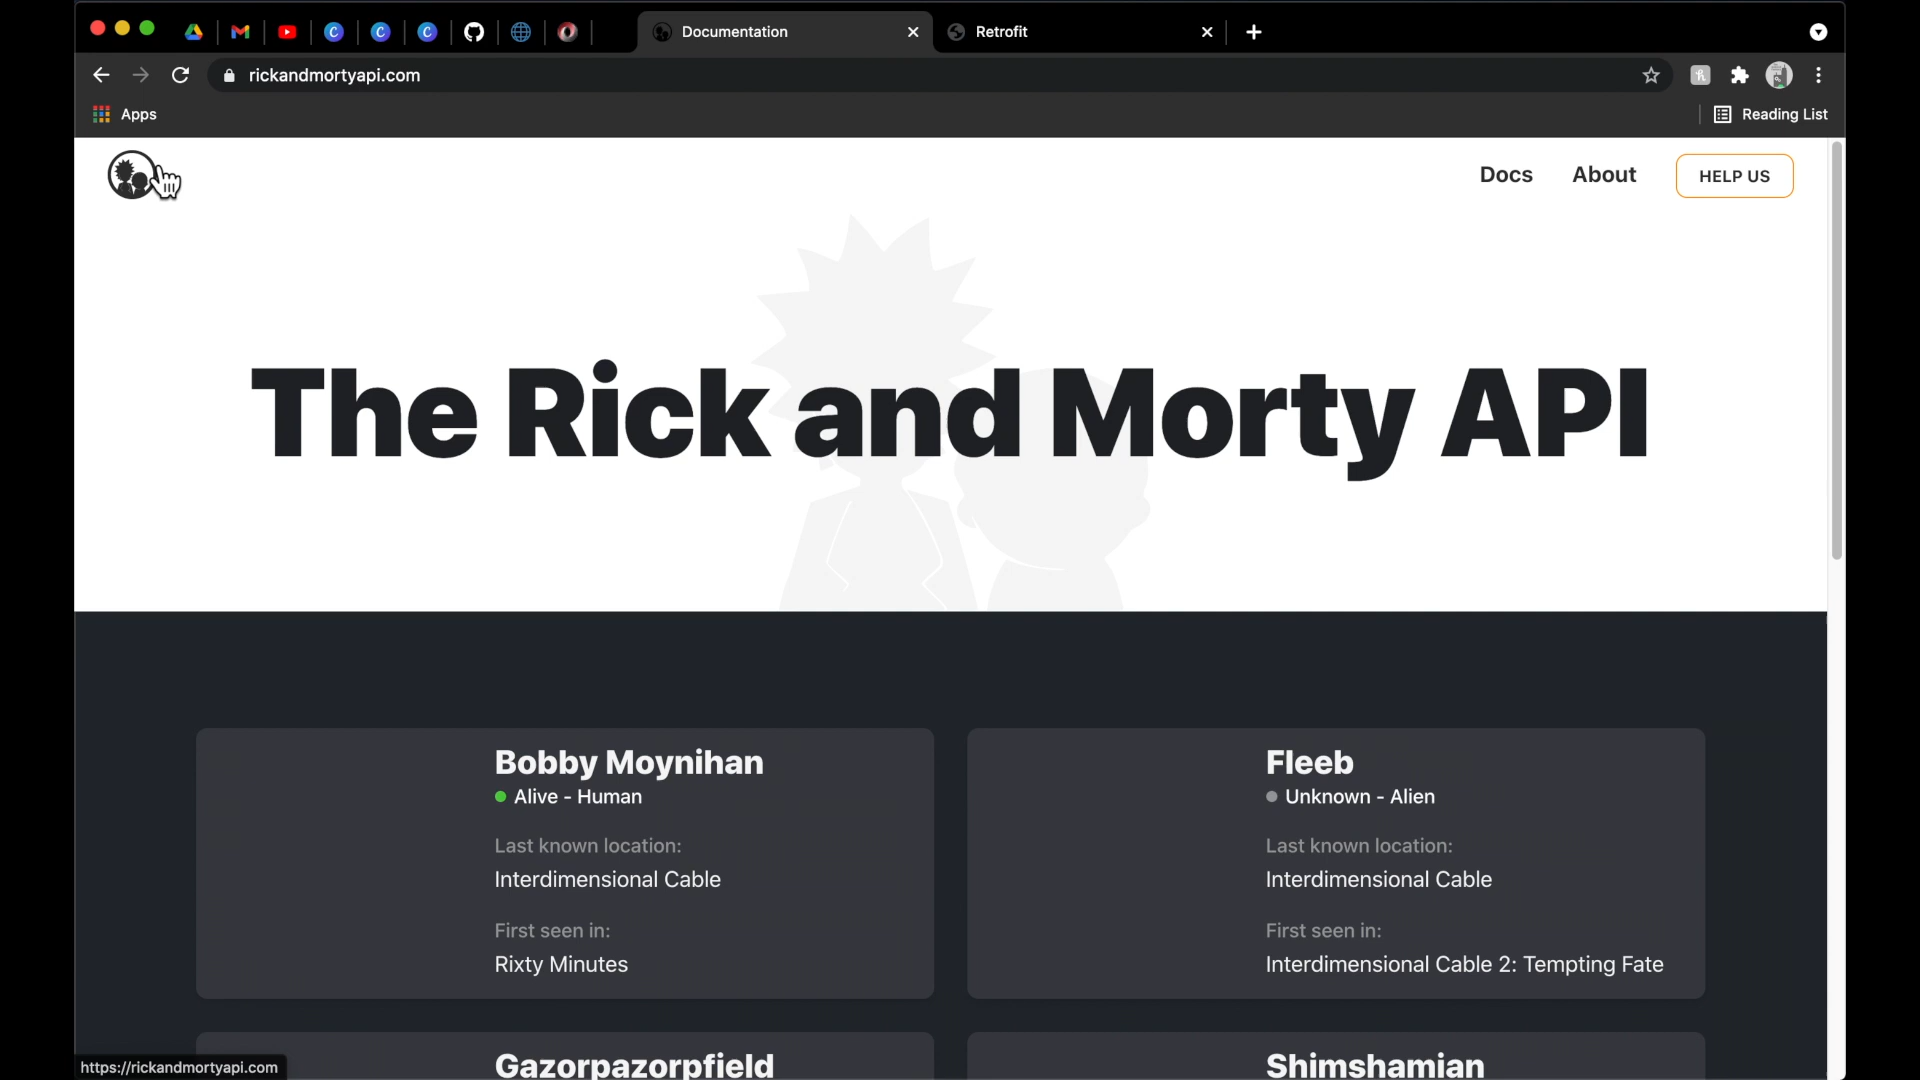 Documentation
Retrofit
rickandmortyapi.com
Apps
Reading List
Docs
About
HELP US
The Rick and Morty API
Bobby Moynihan
Alive - Human
Last known location:
Interdimensional Cable
First seen in:
Rixty Minutes
Fleeb
Unknown - Alien
Last known location:
Interdimensional Cable
First seen in:
Interdimensional Cable 2: Tempting Fate
Gazorpazorpfield
Shimshamian
https://rickandmortyapi.com